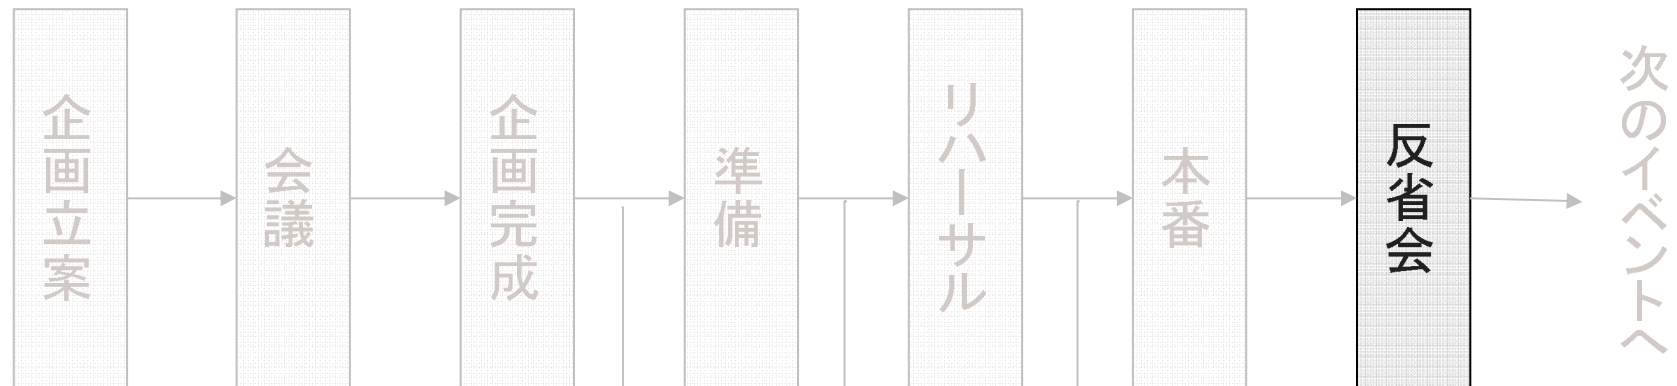 企画立案
会議
企画完成
準備
リハーサル
本番
反省会
次のイベントへ